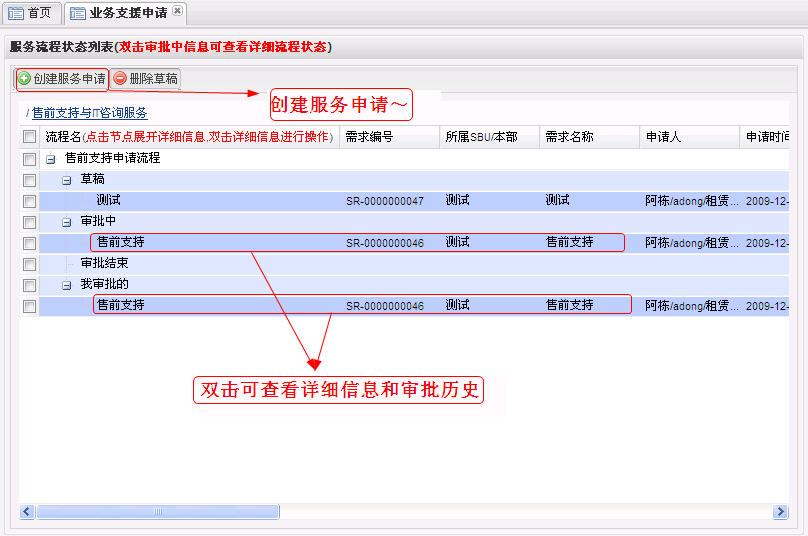 首页 业务支援申请
服务流程状态列表(双击审批中信息可查看详细流程状态)
创建服务申请 删除草稿
创建服务申请～
/售前支持与IT咨询服务
流程名(点击节点展开详细信息,双击详细信息进行操作) 需求编号 所属SBU/本部 需求名称 申请人 申请时间
售前支持申请流程
草稿
测试 SR-0000000047 测试 测试 阿栋/adong/租赁... 2009-12-
审批中
售前支持 SR-0000000046 测试 售前支持 阿栋/adong/租赁... 2009-12-
审批结束
我审批的
售前支持 SR-0000000046 测试 售前支持 阿栋/adong/租赁... 2009-12-
双击可查看详细信息和审批历史